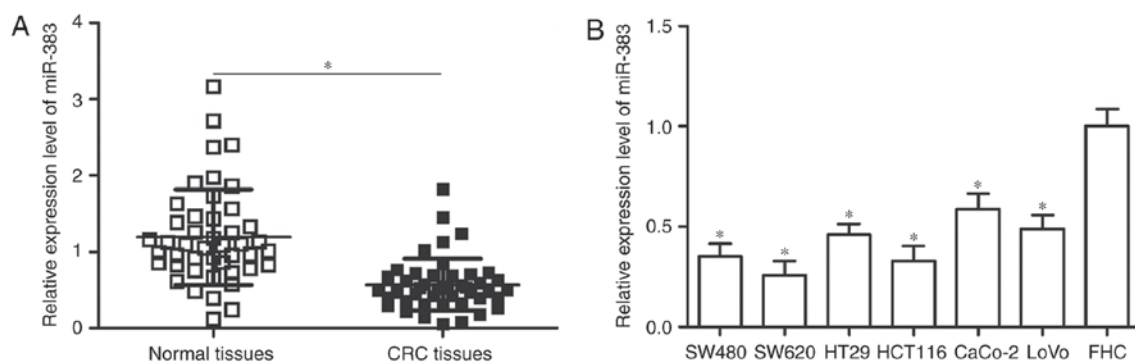 A
Relative expression level of miR-383
4
3
2
1
0
*
Normal tissues
CRC tissues
B
Relative expression level of miR-383
1.5
1.0
0.5
0.0
*
*
*
*
*
*
SW480
SW620
HT29
HCT116
CaCo-2
LoVo
FHC